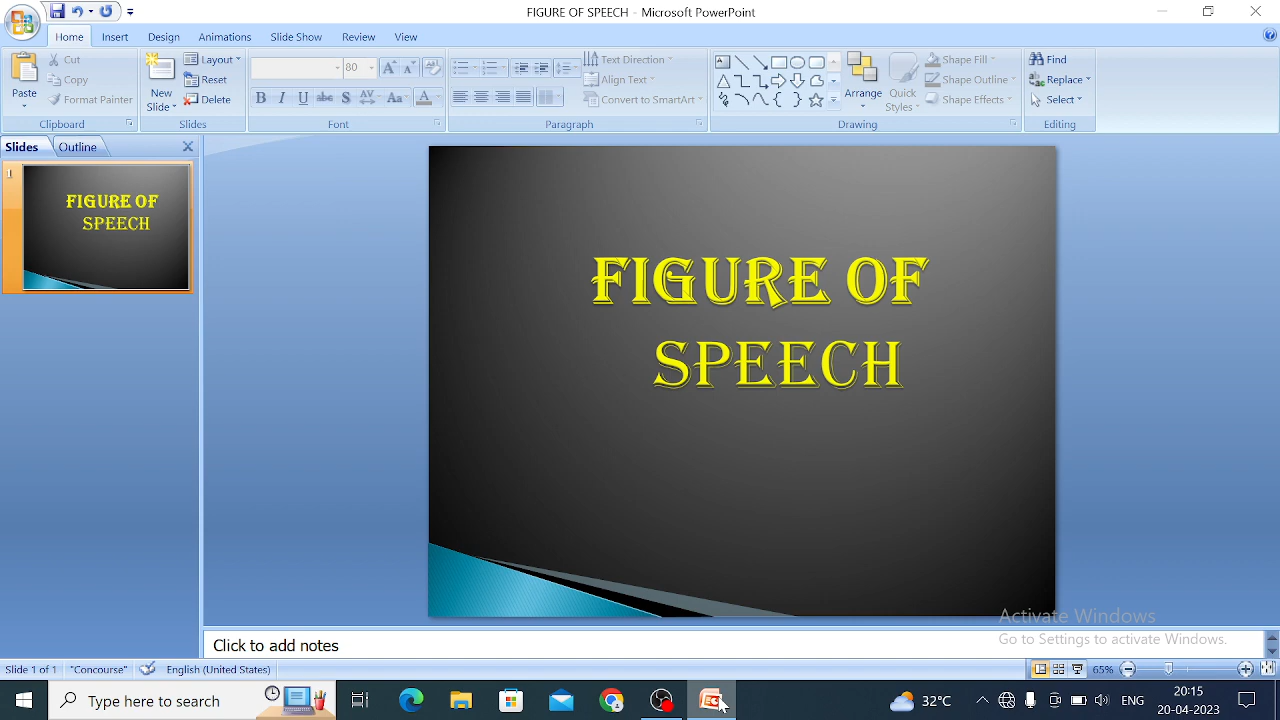 FIGURE OF SPEECH - Microsoft PowerPoint
Home Insert Design Animations Slide Show Review View
Paste
Cut
Copy
Format Painter
Clipboard
New
Slide
Layout
Reset
Delete
Slides
80
B I U abc S AV Aa A
Font
Text Direction
Align Text
Convert to SmartArt
Paragraph
Arrange
Quick
Styles
Shape Fill
Shape Outline
Shape Effects
Drawing
Find
Replace
Select
Editing
Slides Outline
1
FIGURE OF
SPEECH
FIGURE OF
SPEECH
Activate Windows
Go to Settings to activate Windows.
Click to add notes
Slide 1 of 1 "Concourse" English (United States) 65%
Type here to search
32°C
ENG
20:15
20-04-2023